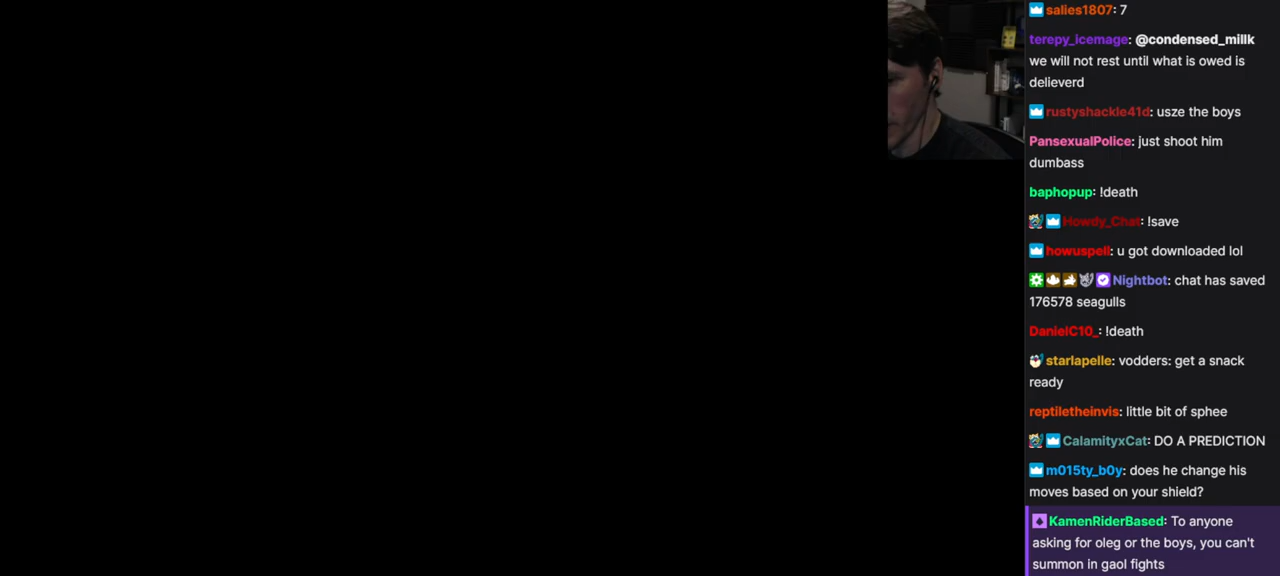 salies1807: 7
terepy_icemage: @condensed_millk
we will not rest until what is owed is
delieverd
rustyshackle41d: usze the boys
PansexualPolice: just shoot him
dumbass
baphopup: !death
Howdy_Chat: !save
howuspell: u got downloaded lol
Nightbot: chat has saved
176578 seagulls
DanielC10_: !death
starlapelle: vodders: get a snack
ready
reptiletheinvis: little bit of sphee
CalamityxCat: DO A PREDICTION
m015ty_b0y: does he change his
moves based on your shield?
KamenRiderBased: To anyone
asking for oleg or the boys, you can't
summon in gaol fights